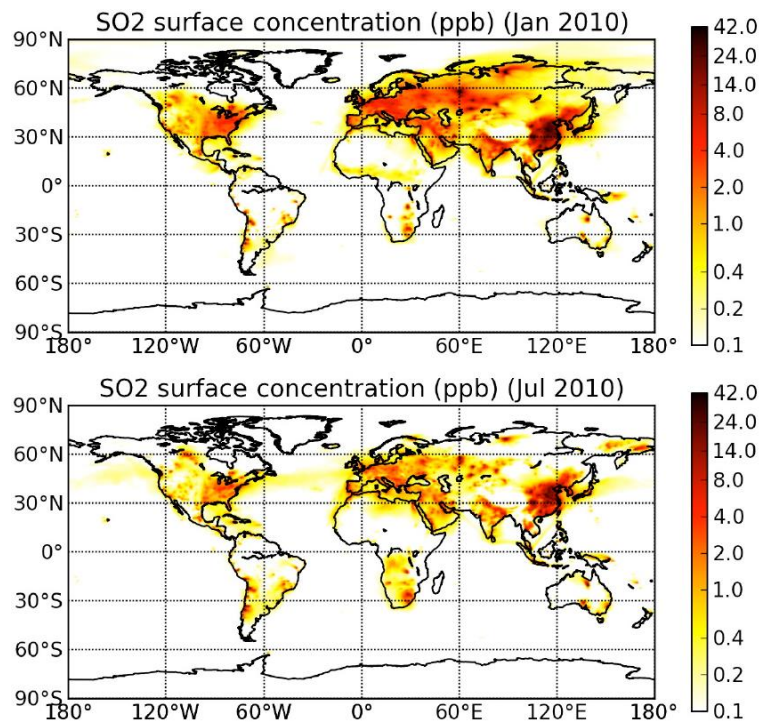 SO2 surface concentration (ppb) (Jan 2010)
90°N
60°N
30°N
0°
30°S
60°S
90°S
180° 120°W 60°W 0° 60°E 120°E 180°
42.0
24.0
14.0
8.0
4.0
2.0
1.0
0.4
0.2
0.1
SO2 surface concentration (ppb) (Jul 2010)
90°N
60°N
30°N
0°
30°S
60°S
90°S
180° 120°W 60°W 0° 60°E 120°E 180°
42.0
24.0
14.0
8.0
4.0
2.0
1.0
0.4
0.2
0.1